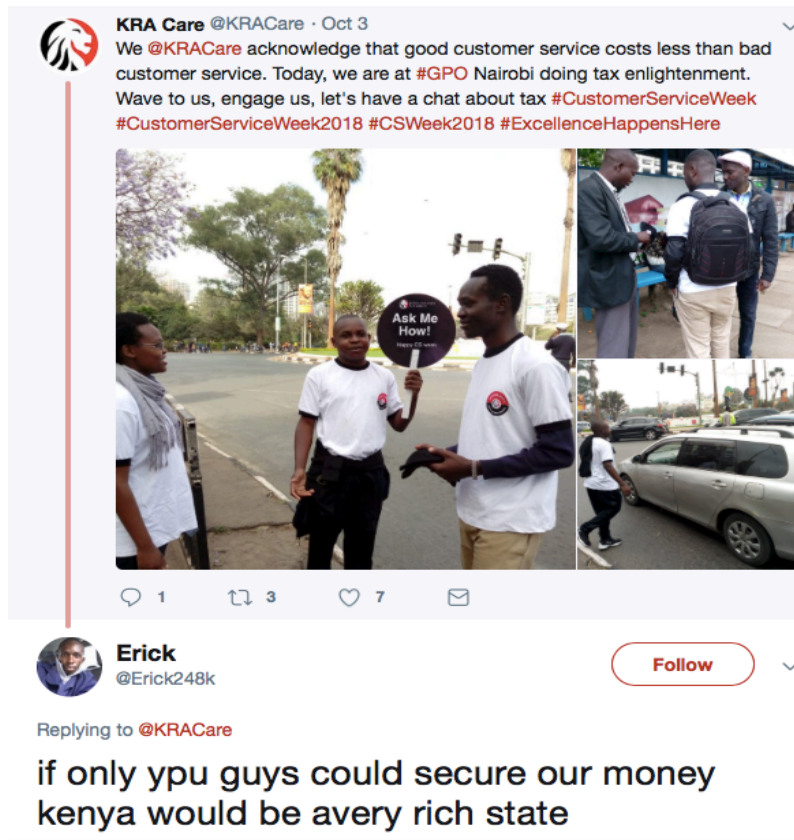 KRA Care @KRACare · Oct 3
We @KRACare acknowledge that good customer service costs less than bad
customer service. Today, we are at #GPO Nairobi doing tax enlightenment.
Wave to us, engage us, let's have a chat about tax #CustomerServiceWeek
#CustomerServiceWeek2018 #CSWeek2018 #ExcellenceHappensHere
Ask Me
How!
Happy CS week
1 3 7
Erick
@Erick248k
Follow
Replying to @KRACare
if only ypu guys could secure our money
kenya would be avery rich state